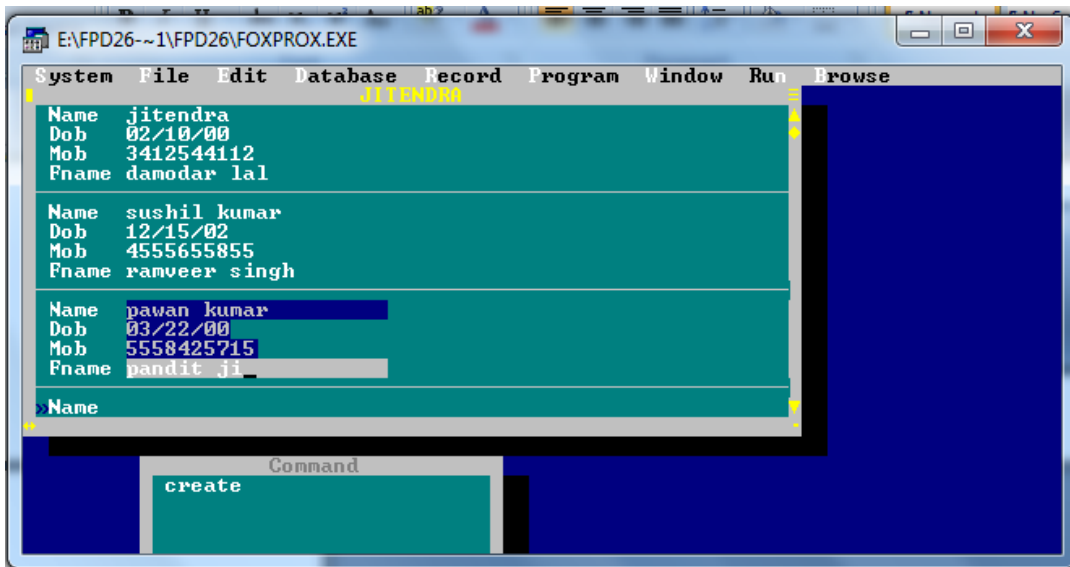 E:\FPD26-~1\FPD26\FOXPROX.EXE
System File Edit Database Record Program Window Run Browse
JITENDRA
Name jitendra
Dob 02/10/00
Mob 3412544112
Fname damodar lal
Name sushil kumar
Dob 12/15/02
Mob 4555655855
Fname ramveer singh
Name pawan kumar
Dob 03/22/00
Mob 5558425715
Fname pandit ji_
»Name
Command
create